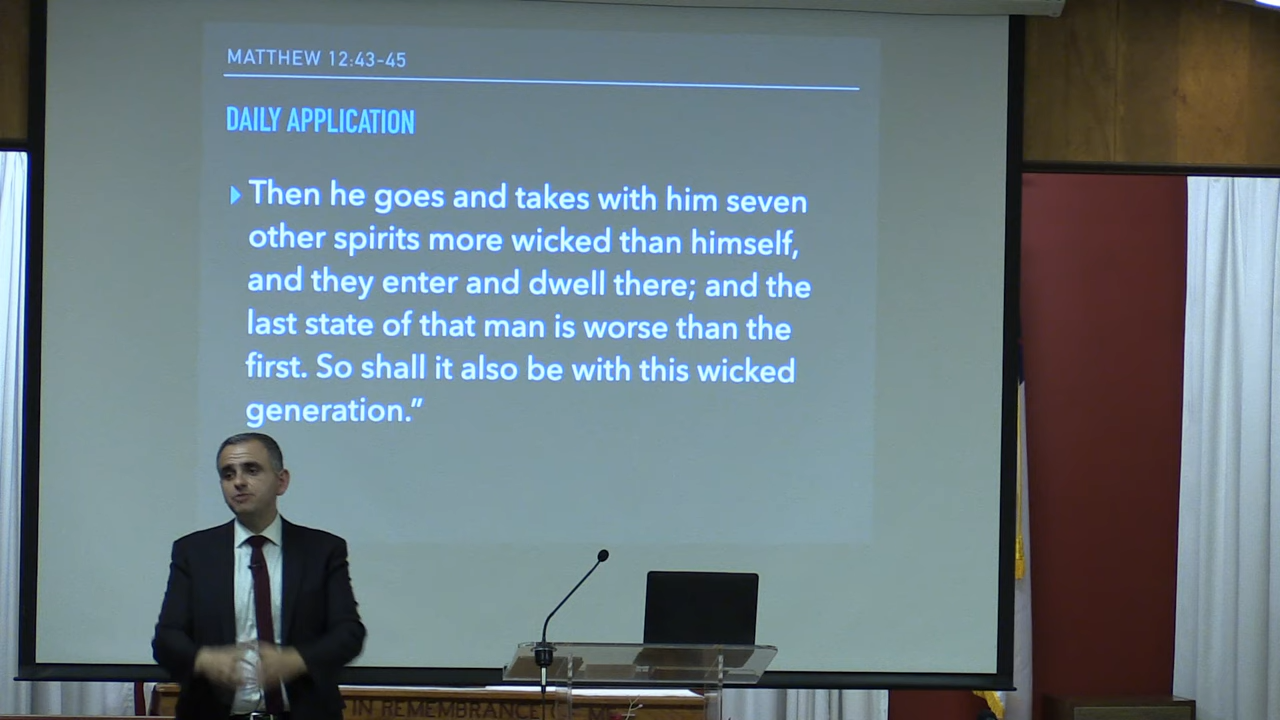 MATTHEW 12:43-45
DAILY APPLICATION
Then he goes and takes with him seven
other spirits more wicked than himself,
and they enter and dwell there; and the
last state of that man is worse than the
first. So shall it also be with this wicked
generation.”
IN REMEMBRANCE OF ME